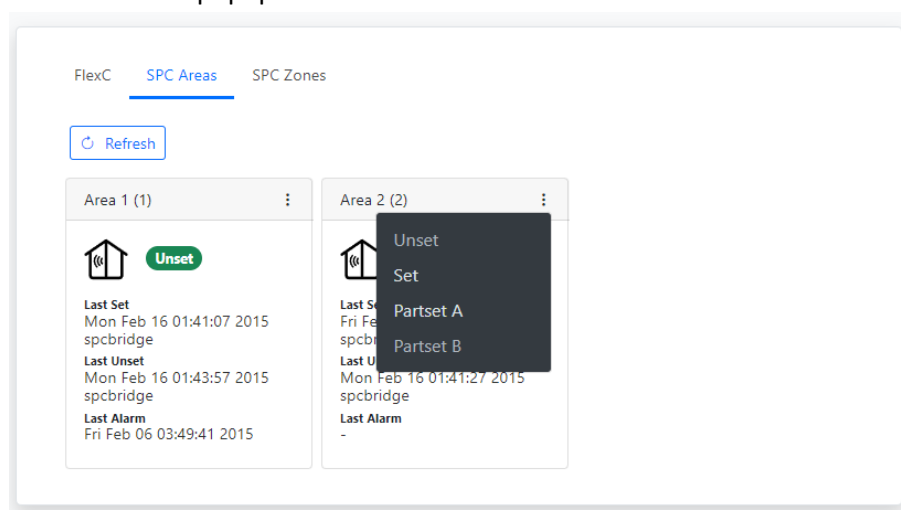 FlexC SPC Areas SPC Zones
Refresh
Area 1 (1)
Unset
Last Set
Mon Feb 16 01:41:07 2015
spcbridge
Last Unset
Mon Feb 16 01:43:57 2015
spcbridge
Last Alarm
Fri Feb 06 03:49:41 2015
Area 2 (2)
Unset
Set
Partset A
Partset B
Last
Fri
Last
Mon Feb 16 01:41:27 2015
spcbridge
Last Alarm
-